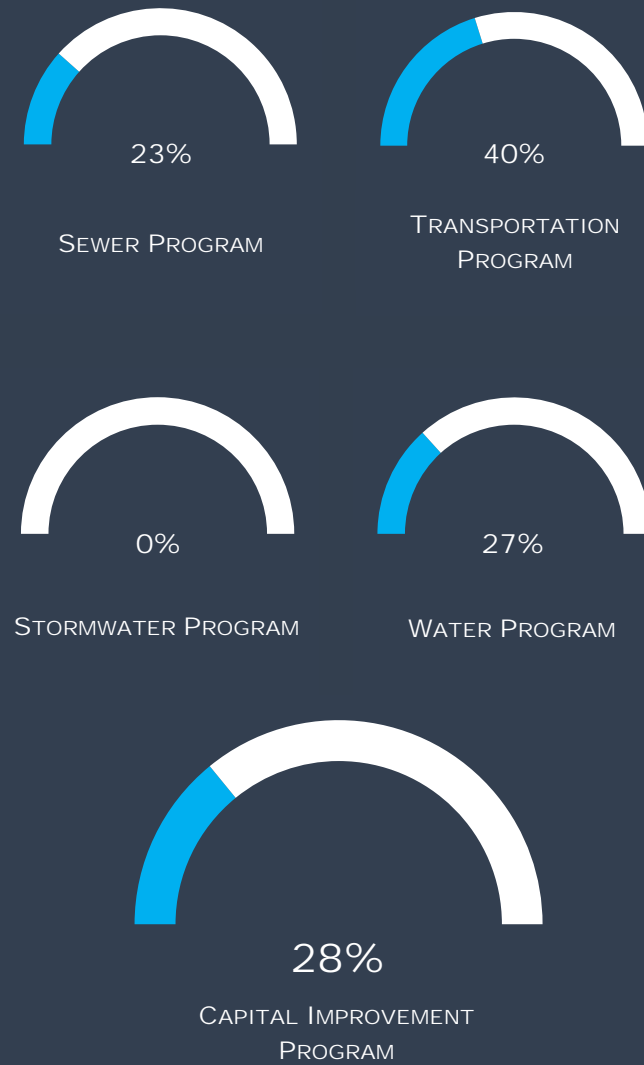 23%
SEWER PROGRAM
40%
TRANSPORTATION
PROGRAM
0%
STORMWATER PROGRAM
27%
WATER PROGRAM
28%
CAPITAL IMPROVEMENT
PROGRAM